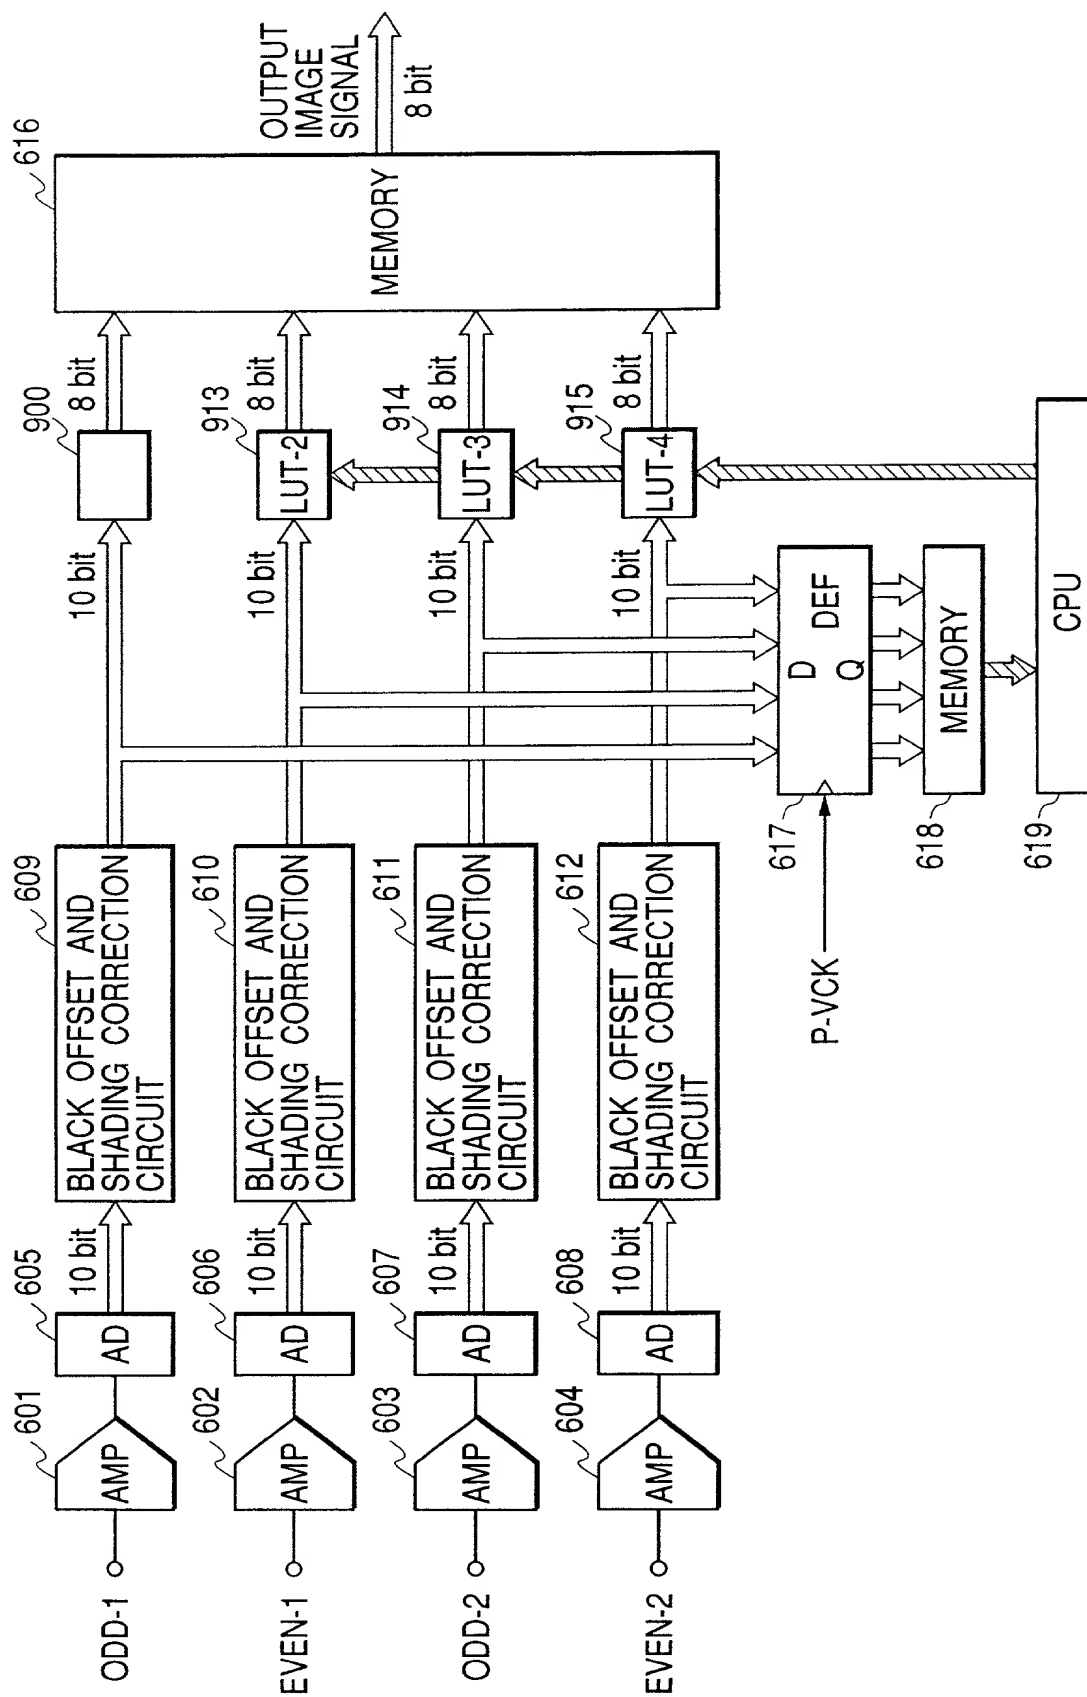 ODD-1
601
AMP
605
AD
10 bit
609
BLACK OFFSET AND
SHADING CORRECTION
CIRCUIT
10 bit
900
8 bit
EVEN-1
602
AMP
606
AD
10 bit
610
BLACK OFFSET AND
SHADING CORRECTION
CIRCUIT
10 bit
913
LUT-2
8 bit
ODD-2
603
AMP
607
AD
10 bit
611
BLACK OFFSET AND
SHADING CORRECTION
CIRCUIT
10 bit
914
LUT-3
8 bit
EVEN-2
604
AMP
608
AD
10 bit
612
BLACK OFFSET AND
SHADING CORRECTION
CIRCUIT
10 bit
915
LUT-4
8 bit
616
MEMORY
OUTPUT
IMAGE
SIGNAL
8 bit
P-VCK
617
D
DEF
Q
618
MEMORY
619
CPU